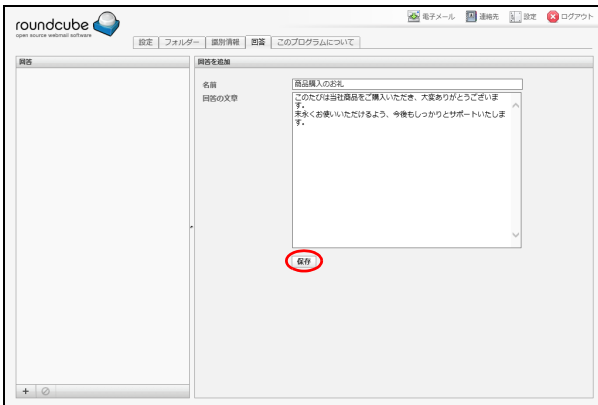 roundcube
open source webmail software
電子メール 連絡先 設定 ログアウト
設定 フォルダー 識別情報 回答 このプログラムについて
回答
回答を追加
名前 商品購入のお礼
回答の文章 このたびは当社商品をご購入いただき、大変ありがとうございま
す。
末永くお使いいただけるよう、今後もしっかりとサポートいたしま
す。
保存